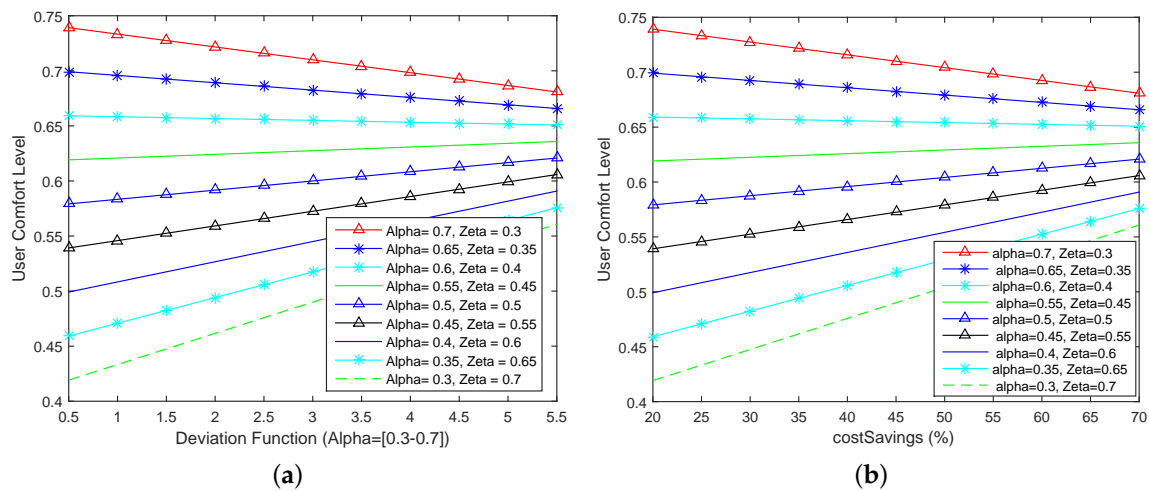 0.75
0.7
0.65
0.6
0.55
0.5
0.45
0.4
User Comfort Level
Alpha= 0.7, Zeta = 0.3
Alpha= 0.65, Zeta = 0.35
Alpha= 0.6, Zeta = 0.4
Alpha= 0.55, Zeta = 0.45
Alpha= 0.5, Zeta = 0.5
Alpha= 0.45, Zeta = 0.55
Alpha= 0.4, Zeta = 0.6
Alpha= 0.35, Zeta = 0.65
Alpha= 0.3, Zeta = 0.7
0.5 1 1.5 2 2.5 3 3.5 4 4.5 5 5.5
Deviation Function (Alpha=[0.3-0.7])
(a)
0.75
0.7
0.65
0.6
0.55
0.5
0.45
0.4
User Comfort Level
alpha=0.7, Zeta=0.3
alpha=0.65, Zeta=0.35
alpha=0.6, Zeta=0.4
alpha=0.55, Zeta=0.45
alpha=0.5, Zeta=0.5
alpha=0.45, Zeta=0.55
alpha=0.4, Zeta=0.6
alpha=0.35, Zeta=0.65
alpha=0.3, Zeta=0.7
20 25 30 35 40 45 50 55 60 65 70
costSavings (%)
(b)